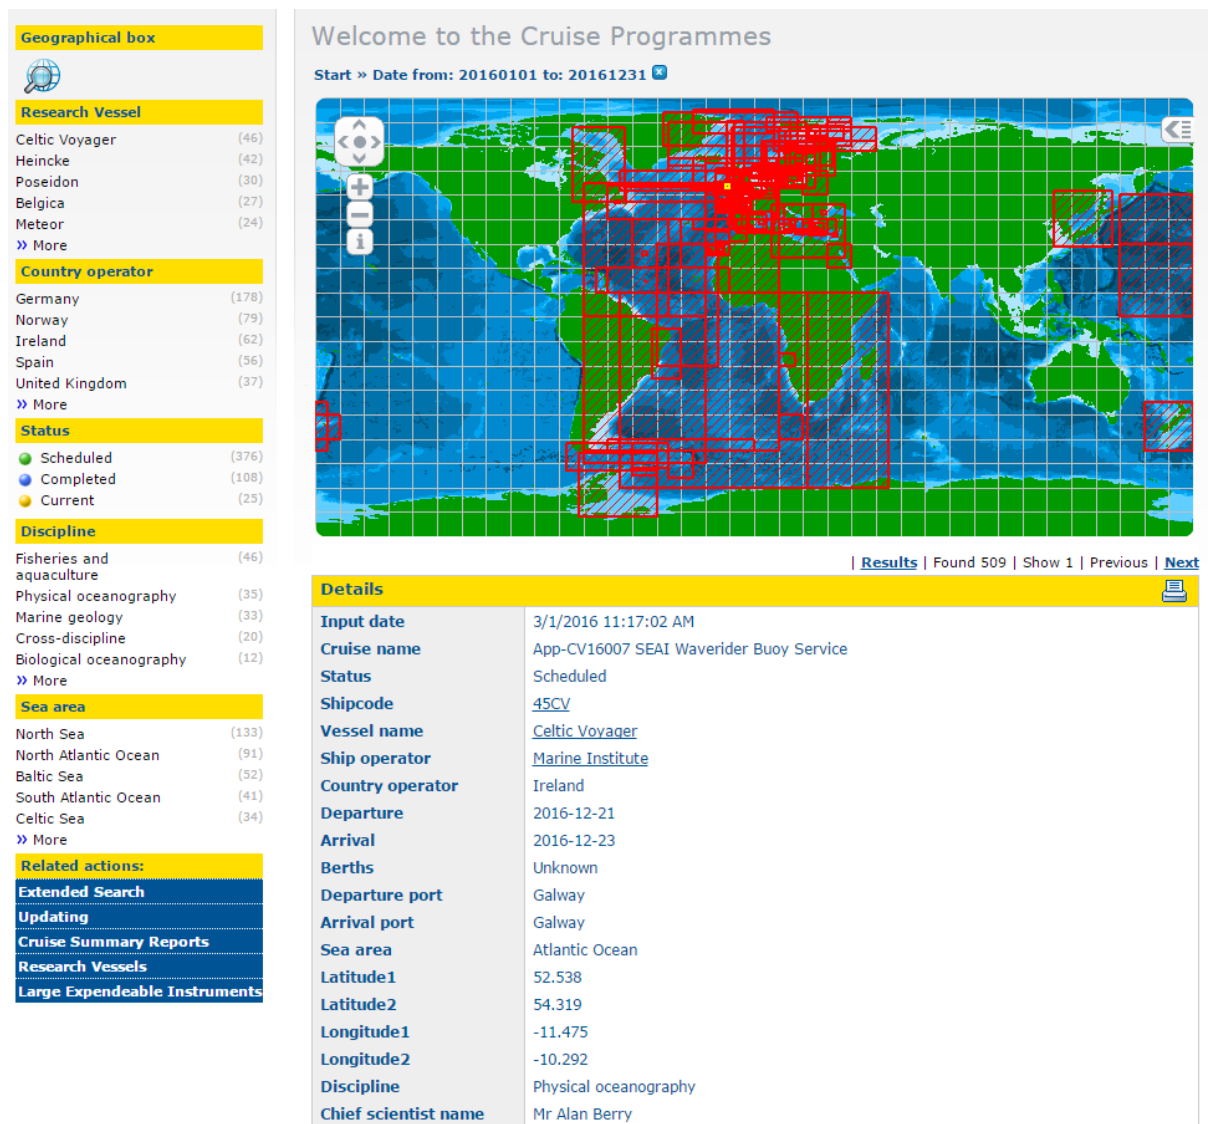 Geographical box
Research Vessel
Celtic Voyager (46)
Heincke (42)
Poseidon (30)
Belgica (27)
Meteor (24)
» More
Country operator
Germany (178)
Norway (79)
Ireland (62)
Spain (56)
United Kingdom (37)
» More
Status
Scheduled (376)
Completed (108)
Current (25)
Discipline
Fisheries and (46)
aquaculture
Physical oceanography (35)
Marine geology (33)
Cross-discipline (20)
Biological oceanography (12)
» More
Sea area
North Sea (133)
North Atlantic Ocean (91)
Baltic Sea (52)
South Atlantic Ocean (41)
Celtic Sea (34)
» More
Related actions:
Extended Search
Updating
Cruise Summary Reports
Research Vessels
Large Expendeable Instruments
Welcome to the Cruise Programmes
Start » Date from: 20160101 to: 20161231
| Results | Found 509 | Show 1 | Previous | Next
Details
Input date 3/1/2016 11:17:02 AM
Cruise name App-CV16007 SEAI Waverider Buoy Service
Status Scheduled
Shipcode 45CV
Vessel name Celtic Voyager
Ship operator Marine Institute
Country operator Ireland
Departure 2016-12-21
Arrival 2016-12-23
Berths Unknown
Departure port Galway
Arrival port Galway
Sea area Atlantic Ocean
Latitude1 52.538
Latitude2 54.319
Longitude1 -11.475
Longitude2 -10.292
Discipline Physical oceanography
Chief scientist name Mr Alan Berry